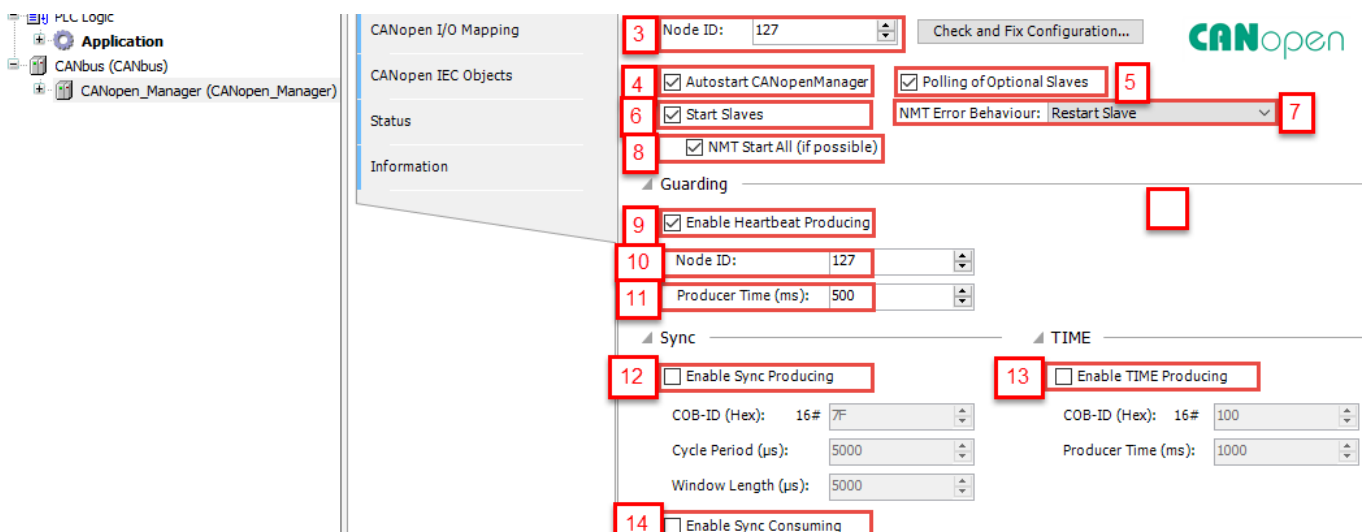 PLC Logic
Application
CANbus (CANbus)
CANopen_Manager (CANopen_Manager)
CANopen I/O Mapping
CANopen IEC Objects
Status
Information
3 Node ID: 127 Check and Fix Configuration... CANopen
4 Autostart CANopenManager Polling of Optional Slaves 5
6 Start Slaves NMT Error Behaviour: Restart Slave 7
8 NMT Start All (if possible)
Guarding
9 Enable Heartbeat Producing
10 Node ID: 127
11 Producer Time (ms): 500
Sync TIME
12 Enable Sync Producing 13 Enable TIME Producing
COB-ID (Hex): 16# 7F COB-ID (Hex): 16# 100
Cycle Period (µs): 5000 Producer Time (ms): 1000
Window Length (µs): 5000
14 Enable Sync Consuming